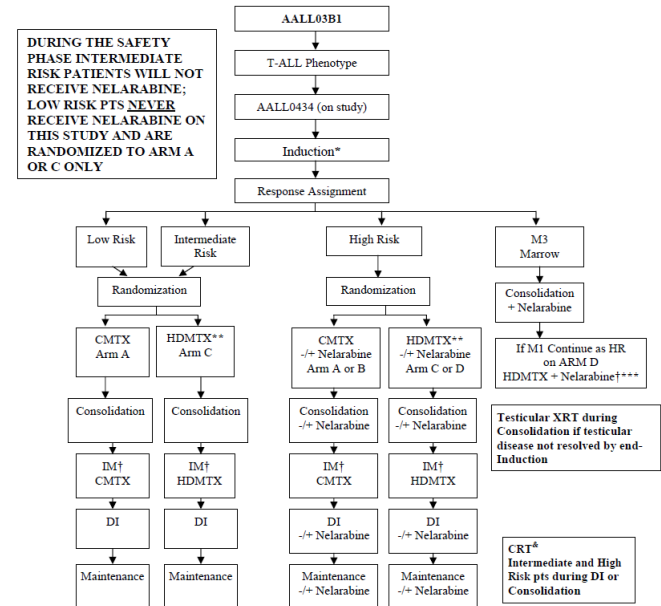 AALL03B1
DURING THE SAFETY
PHASE INTERMEDIATE
RISK PATIENTS WILL NOT
RECEIVE NELARABINE;
LOW RISK PTS NEVER
RECEIVE NELARABINE ON
THIS STUDY AND ARE
RANDOMIZED TO ARM A
OR C ONLY
T-ALL Phenotype
AALL0434 (on study)
Induction*
Response Assignment
Low Risk
Intermediate
Risk
High Risk
M3
Marrow
Randomization
Randomization
Consolidation
+ Nelarabine
CMTX
Arm A
HDMTX**
Arm C
CMTX
-/+ Nelarabine
Arm A or B
HDMTX**
-/+ Nelarabine
Arm C or D
If M1 Continue as HR
on ARM D
HDMTX + Nelarabine†***
Consolidation
Consolidation
Consolidation
-/+ Nelarabine
Consolidation
-/+ Nelarabine
Testicular XRT during
Consolidation if testicular
disease not resolved by end-
Induction
IM†
CMTX
IM†
HDMTX
IM†
CMTX
IM†
HDMTX
DI
DI
DI
-/+ Nelarabine
DI
-/+ Nelarabine
CRT&
Intermediate and High
Risk pts during DI or
Consolidation
Maintenance
Maintenance
Maintenance
-/+ Nelarabine
Maintenance
-/+ Nelarabine